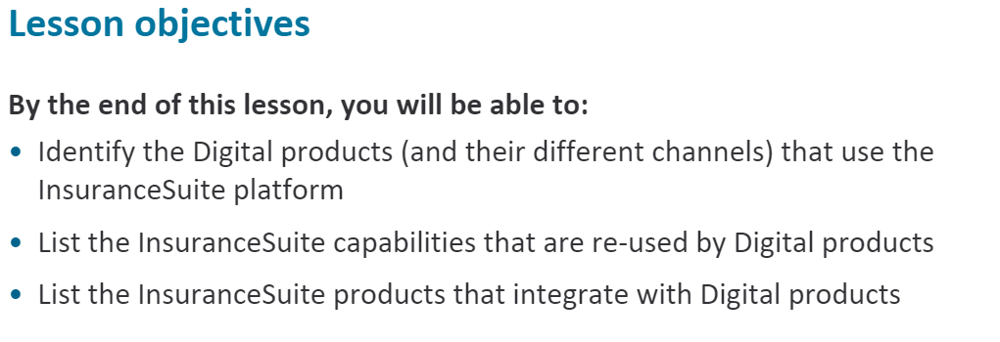 Lesson objectives
By the end of this lesson, you will be able to:
• Identify the Digital products (and their different channels) that use the
InsuranceSuite platform
• List the InsuranceSuite capabilities that are re-used by Digital products
• List the InsuranceSuite products that integrate with Digital products